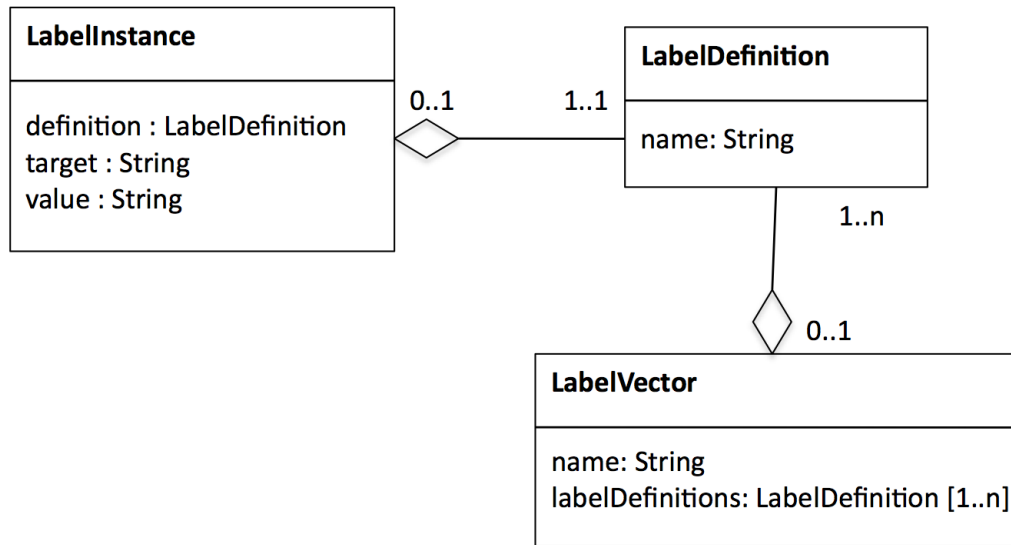 LabelInstance
definition : LabelDefinition
target : String
value : String
0..1
1..1
LabelDefinition
name: String
1..n
0..1
LabelVector
name: String
labelDefinitions: LabelDefinition [1..n]